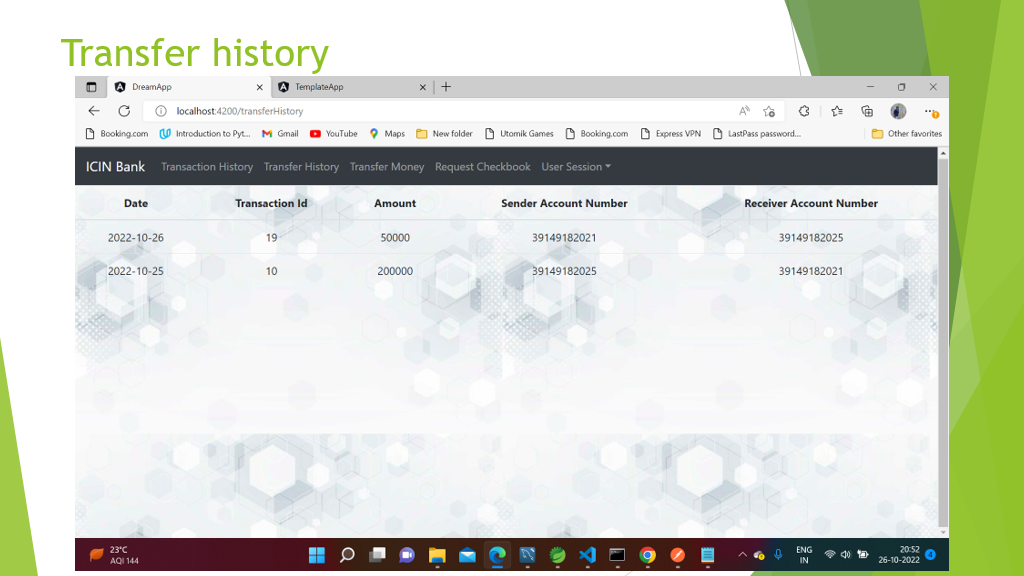 Transfer history
DreamApp
TemplateApp
localhost:4200/transferHistory
Booking.com Introduction to Pyt... Gmail YouTube Maps New folder Utomik Games Booking.com Express VPN LastPass password... Other favorites
ICIN Bank Transaction History Transfer History Transfer Money Request Checkbook User Session
Date Transaction Id Amount Sender Account Number Receiver Account Number
2022-10-26 19 50000 39149182021 39149182025
2022-10-25 10 200000 39149182025 39149182021
23°C
AQI 144
ENG
IN
20:52
26-10-2022
4